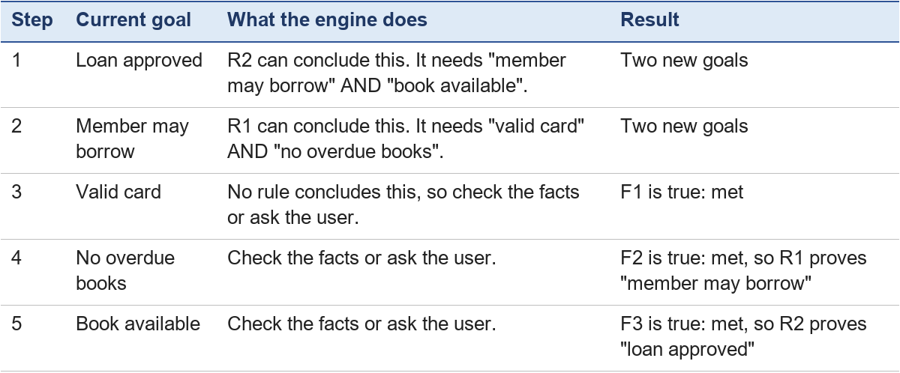 Step Current goal What the engine does Result
1 Loan approved R2 can conclude this. It needs "member Two new goals
may borrow" AND "book available".
2 Member may R1 can conclude this. It needs "valid card" Two new goals
borrow AND "no overdue books".
3 Valid card No rule concludes this, so check the facts F1 is true: met
or ask the user.
4 No overdue Check the facts or ask the user. F2 is true: met, so R1 proves
books "member may borrow"
5 Book available Check the facts or ask the user. F3 is true: met, so R2 proves
"loan approved"